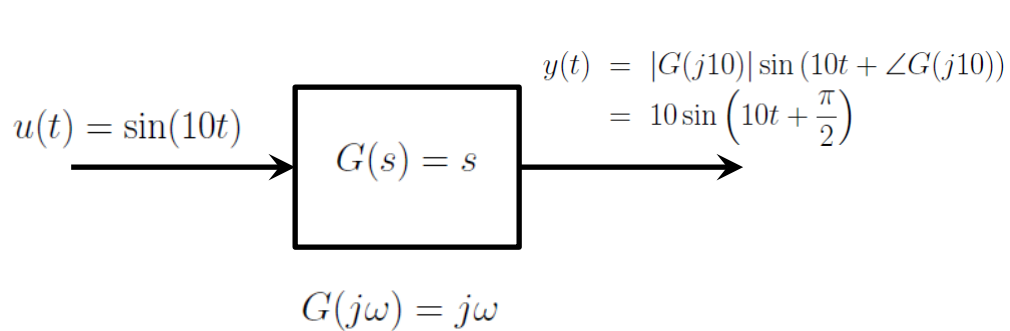 y(t) = |G(j10)| sin (10t + ∠G(j10))
= 10 sin (10t + π/2)
u(t) = sin(10t)
G(s) = s
G(jω) = jω